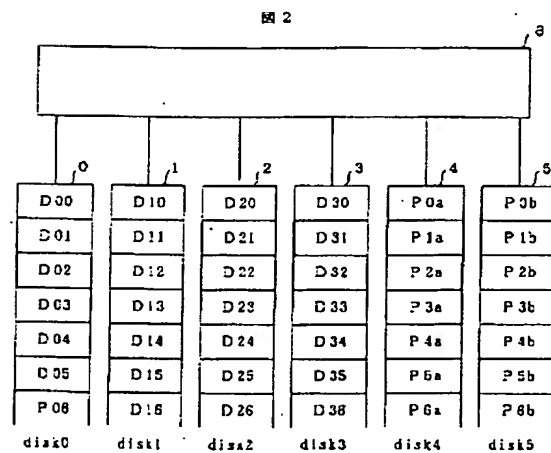 図 2
a
0 1 2 3 4 5
D00 D10 D20 D30 P0a P0b
D01 D11 D21 D31 P1a P1b
D02 D12 D22 D32 P2a P2b
D03 D13 D23 D33 P3a P3b
D04 D14 D24 D34 P4a P4b
D05 D15 D25 D35 P5a P5b
P06 D16 D26 D36 P6a P6b
disk0 disk1 disk2 disk3 disk4 disk5